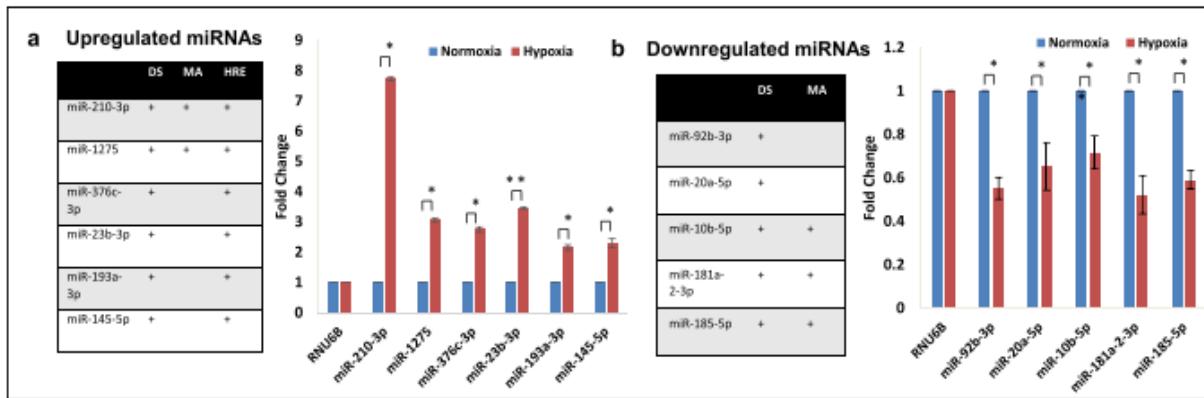 a Upregulated miRNAs
DS MA HRE
miR-210-3p + + +
miR-1275 + + +
miR-376c-
3p + +
miR-23b-3p + +
miR-193a-
3p + +
miR-145-5p + +
Normoxia Hypoxia
Fold Change
9
8
7
6
5
4
3
2
1
0
*
*
*
**
*
*
RNU6B
miR-210-3p
miR-1275
miR-376c-3p
miR-23b-3p
miR-193a-3p
miR-145-5p
b Downregulated miRNAs
DS MA
miR-92b-3p +
miR-20a-5p +
miR-10b-5p + +
miR-181a-
2-3p + +
miR-185-5p + +
Normoxia Hypoxia
Fold Change
1.2
1
0.8
0.6
0.4
0.2
0
*
*
*
*
*
*
RNU6B
miR-92b-3p
miR-20a-5p
miR-10b-5p
miR-181a-2-3p
miR-185-5p